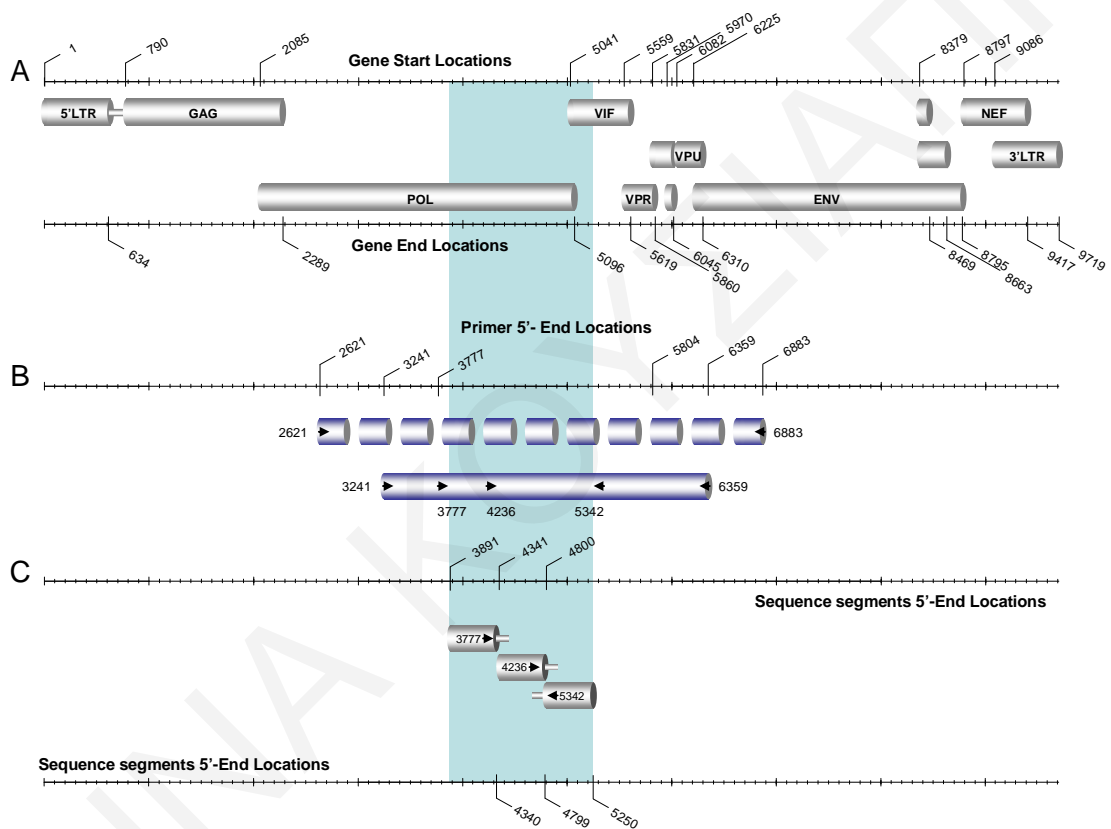 1
790
2085
5041
5559
5831
5970
6082
6225
8379
8797
9086
A
Gene Start Locations
5’LTR
GAG
VIF
NEF
VPU
3’LTR
POL
VPR
ENV
Gene End Locations
634
2289
5096
5619
5860
6045
6310
8469
8663
8795
9417
9719
Primer 5’- End Locations
2621
3241
3777
5804
6359
6883
B
2621
6883
3241
6359
3777
4236
5342
3891
4341
4800
C
Sequence segments 5’-End Locations
3777
4236
5342
Sequence segments 5’-End Locations
4340
4799
5250
ΙΝΑ ΚΟΥΖΙΑΠ